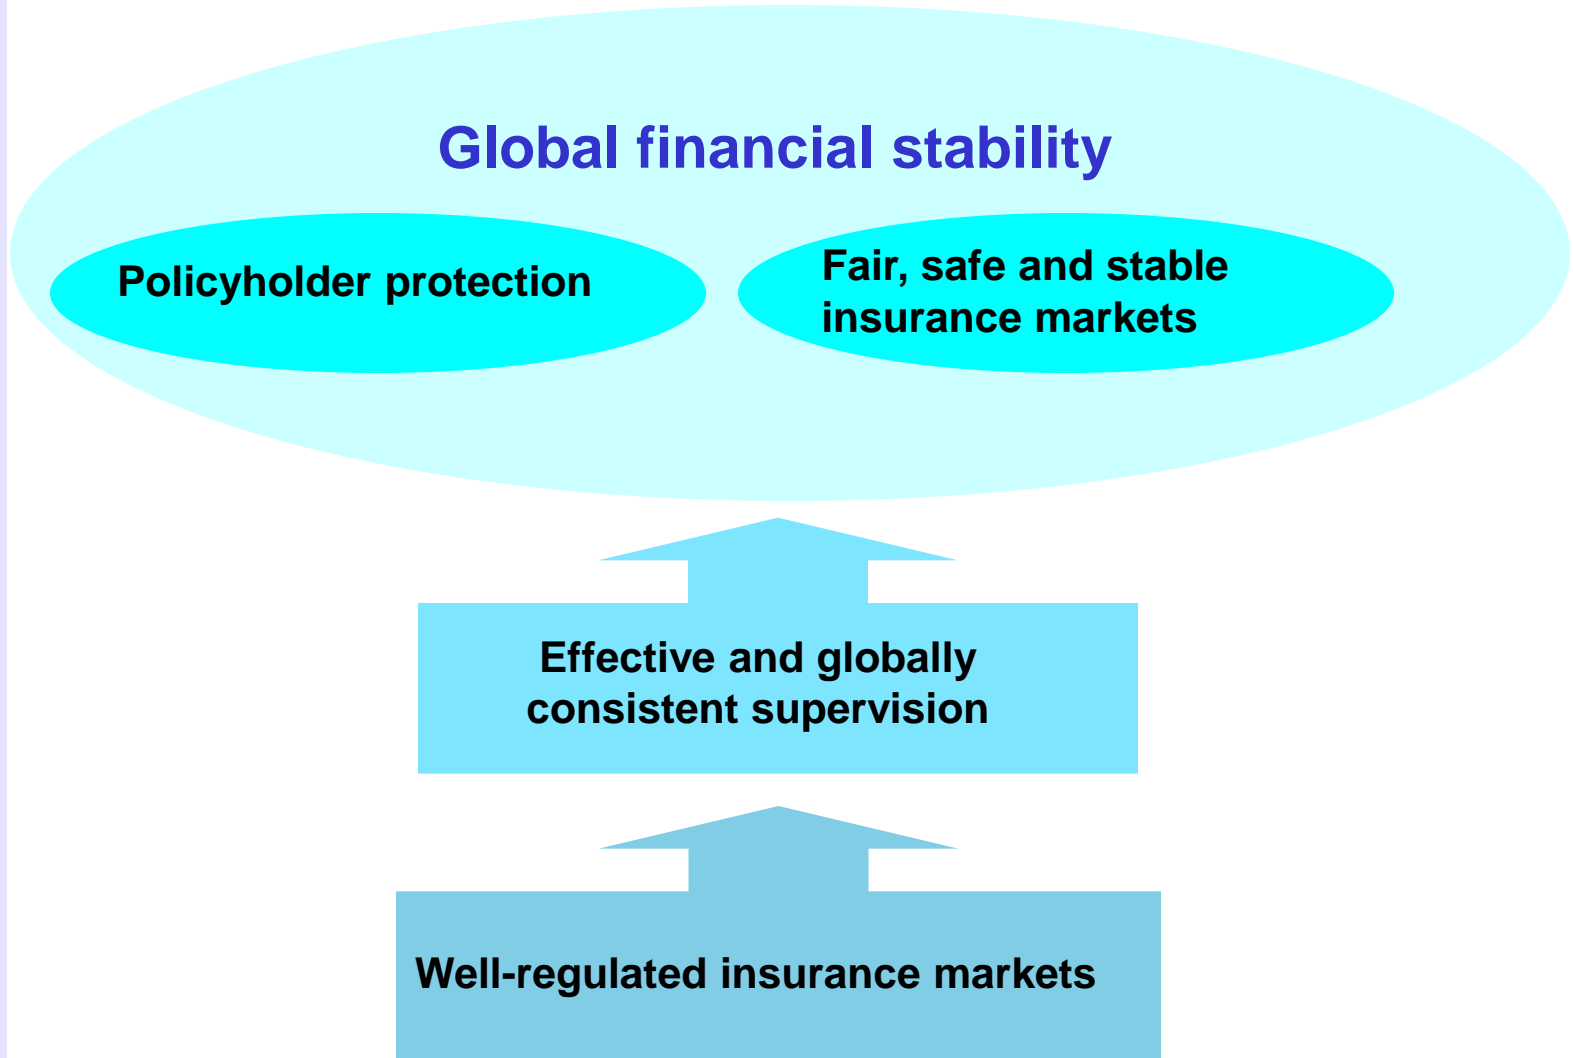 Global financial stability
Policyholder protection
Fair, safe and stable
insurance markets
Effective and globally
consistent supervision
Well-regulated insurance markets